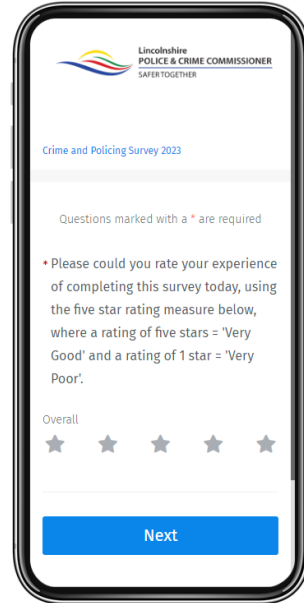 Lincolnshire
POLICE & CRIME COMMISSIONER
SAFER TOGETHER
Crime and Policing Survey 2023
Questions marked with a * are required
* Please could you rate your experience
of completing this survey today, using
the five star rating measure below,
where a rating of five stars = 'Very
Good' and a rating of 1 star = 'Very
Poor'.
Overall
Next